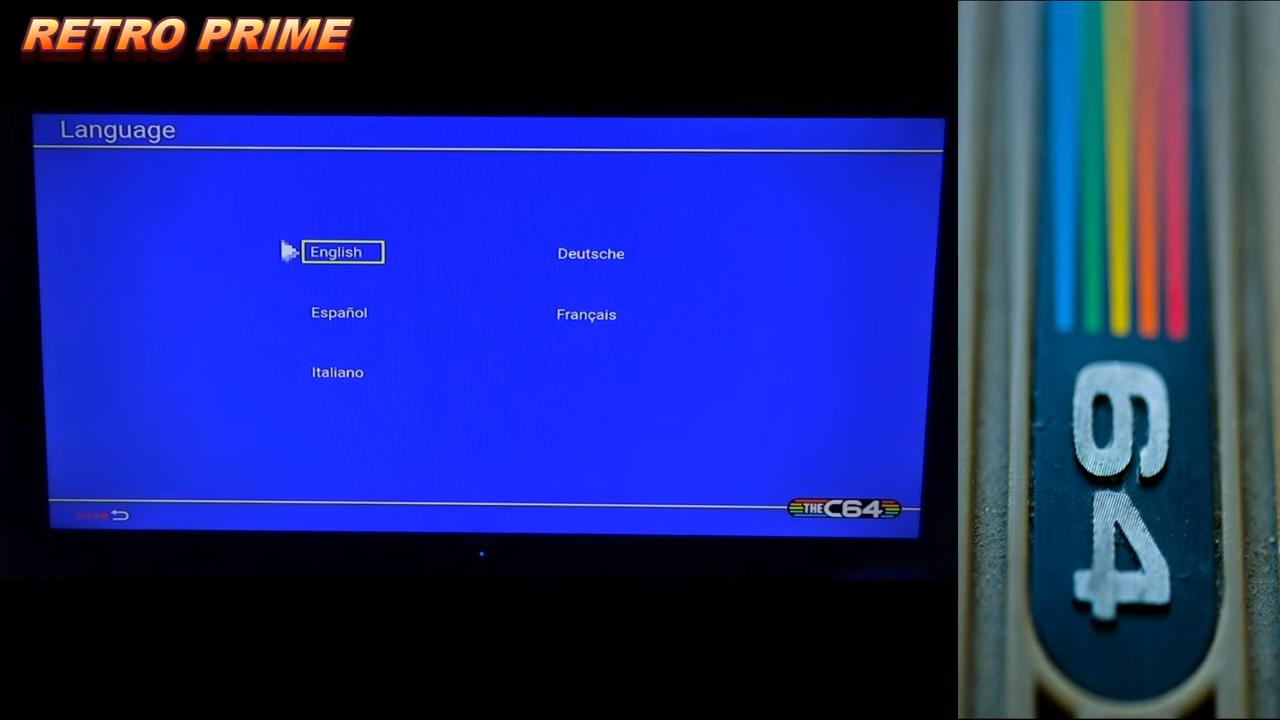 RETRO PRIME
Language
English
Deutsche
Español
Français
Italiano
THEC64
64